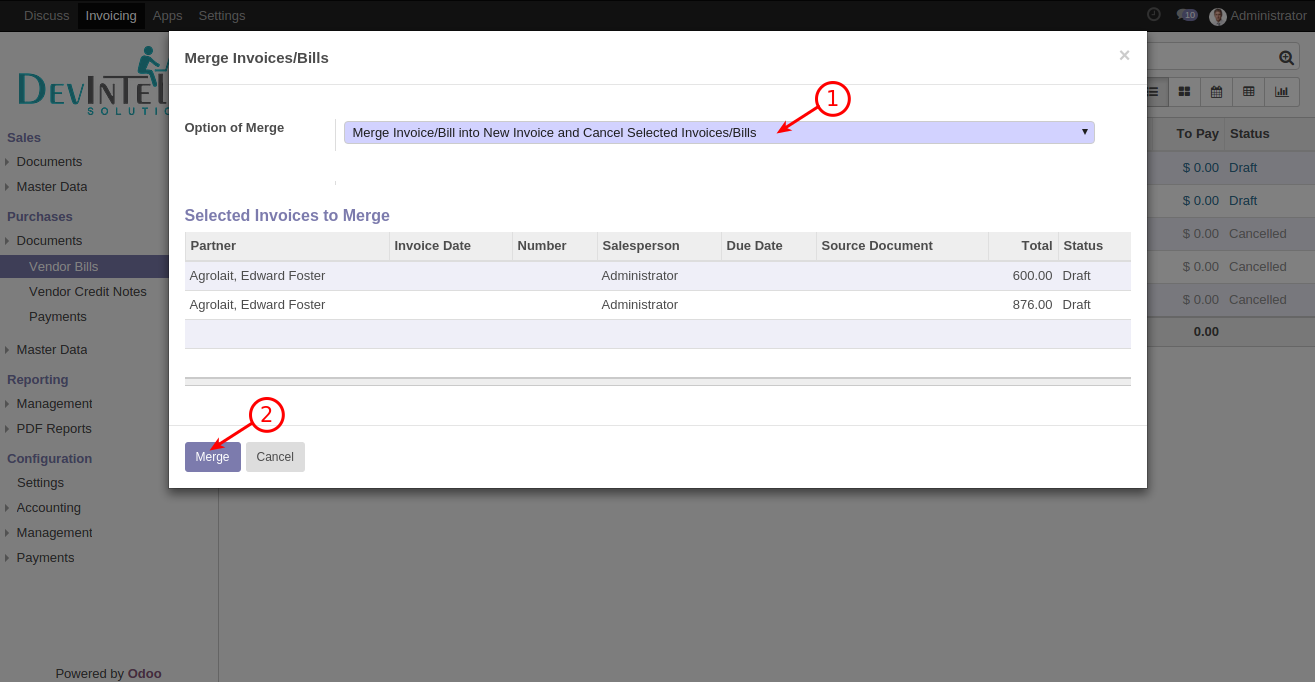 Discuss Invoicing Apps Settings 10 Administrator
Merge Invoices/Bills ×
SOLUTIO
1
Option of Merge Merge Invoice/Bill into New Invoice and Cancel Selected Invoices/Bills
Selected Invoices to Merge
Partner Invoice Date Number Salesperson Due Date Source Document Total Status
Agrolait, Edward Foster Administrator 600.00 Draft
Agrolait, Edward Foster Administrator 876.00 Draft
2
Merge Cancel
Sales
Documents
Master Data
Purchases
Documents
Vendor Bills
Vendor Credit Notes
Payments
Master Data
Reporting
Management
PDF Reports
Configuration
Settings
Accounting
Management
Payments
Powered by Odoo
To Pay Status
$ 0.00 Draft
$ 0.00 Draft
$ 0.00 Cancelled
$ 0.00 Cancelled
$ 0.00 Cancelled
0.00